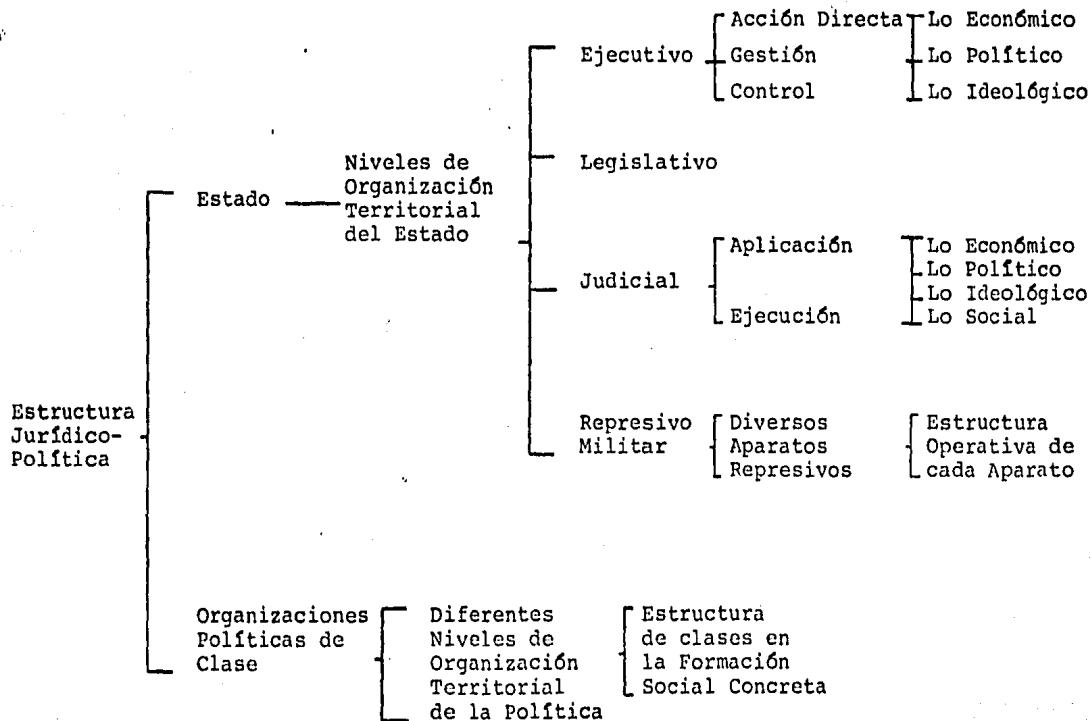 Acción Directa
Lo Económico
Ejecutivo
Gestión
Lo Político
Control
Lo Ideológico
Niveles de
Organización
Territorial
del Estado
Estado
Legislativo
Judicial
Aplicación
Lo Económico
Lo Político
Lo Ideológico
Ejecución
Lo Social
Estructura
Jurídico-
Política
Represivo
Militar
Diversos
Aparatos
Represivos
Estructura
Operativa de
cada Aparato
Organizaciones
Políticas de
Clase
Diferentes
Niveles de
Organización
Territorial
de la Política
Estructura
de clases en
la Formación
Social Concreta